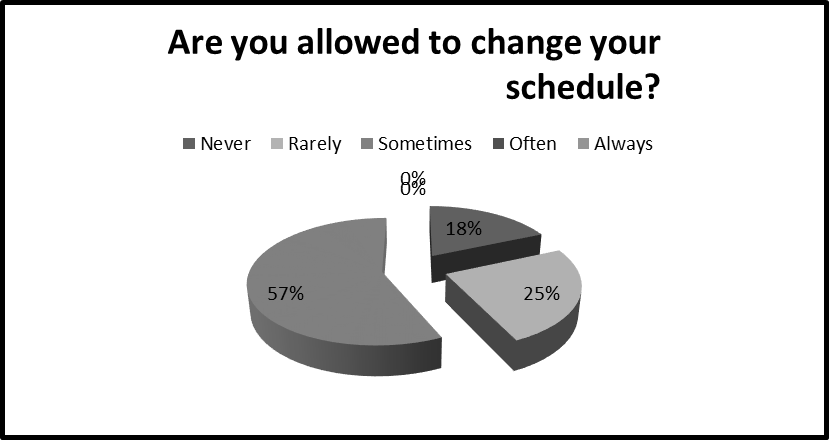 Are you allowed to change your
schedule?
Never Rarely Sometimes Often Always
0%
0%
18%
57%
25%